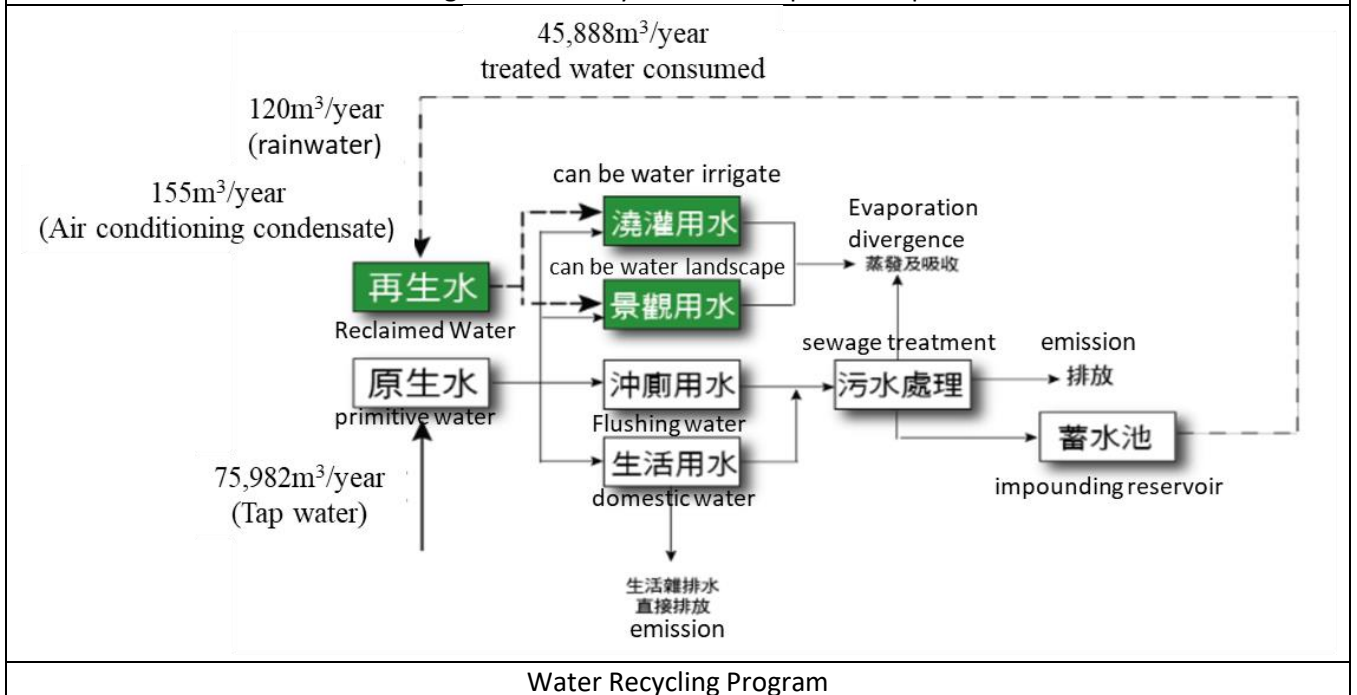 45,888m³/year
treated water consumed
120m³/year
(rainwater)
155m³/year
(Air conditioning condensate)
can be water irrigate
澆灌用水
Evaporation
divergence
蒸發及吸收
can be water landscape
景觀用水
再生水
Reclaimed Water
sewage treatment
emission
原生水
primitive water
沖廁用水
Flushing water
污水處理
排放
75,982m³/year
(Tap water)
生活用水
domestic water
蓄水池
impounding reservoir
生活雜排水
直接排放
emission
Water Recycling Program